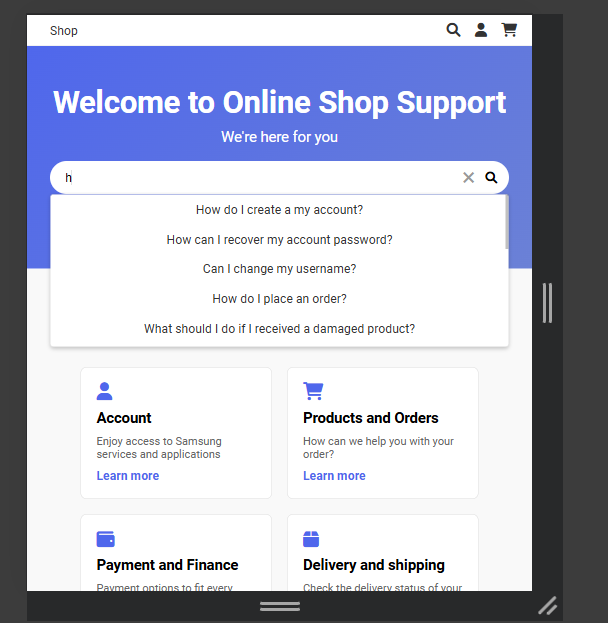 Shop
Welcome to Online Shop Support
We're here for you
h
How do I create a my account?
How can I recover my account password?
Can I change my username?
How do I place an order?
What should I do if I received a damaged product?
Account
Enjoy access to Samsung
services and applications
Learn more
Products and Orders
How can we help you with your
order?
Learn more
Payment and Finance
Payment options to fit every
Delivery and shipping
Check the delivery status of your